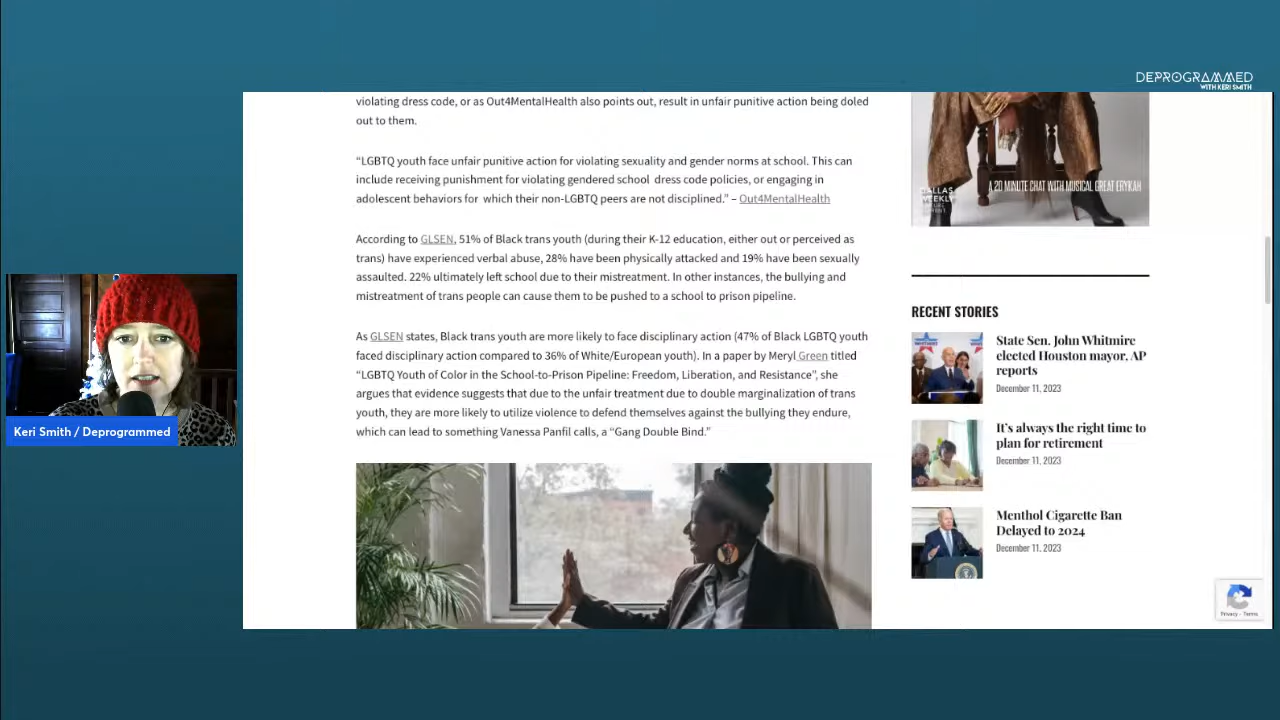 DEPROGRAMMED
WITH KERI SMITH
violating dress code, or as Out4MentalHealth also points out, result in unfair punitive action being doled
out to them.
“LGBTQ youth face unfair punitive action for violating sexuality and gender norms at school. This can
include receiving punishment for violating gendered school dress code policies, or engaging in
adolescent behaviors for which their non-LGBTQ peers are not disciplined.” – Out4MentalHealth
According to GLSEN, 51% of Black trans youth (during their K-12 education, either out or perceived as
trans) have experienced verbal abuse, 28% have been physically attacked and 19% have been sexually
assaulted. 22% ultimately left school due to their mistreatment. In other instances, the bullying and
mistreatment of trans people can cause them to be pushed to a school to prison pipeline.
As GLSEN states, Black trans youth are more likely to face disciplinary action (47% of Black LGBTQ youth
faced disciplinary action compared to 36% of White/European youth). In a paper by Meryl Green titled
“LGBTQ Youth of Color in the School-to-Prison Pipeline: Freedom, Liberation, and Resistance”, she
argues that evidence suggests that due to the unfair treatment due to double marginalization of trans
youth, they are more likely to utilize violence to defend themselves against the bullying they endure,
which can lead to something Vanessa Panfil calls, a “Gang Double Bind.”
A 20 MINUTE CHAT WITH MUSICAL GREAT ERYKAH
DALLAS
WEEKLY
RECENT STORIES
State Sen. John Whitmire
elected Houston mayor, AP
reports
December 11, 2023
It’s always the right time to
plan for retirement
December 11, 2023
Menthol Cigarette Ban
Delayed to 2024
December 11, 2023
Privacy - Terms
Keri Smith / Deprogrammed